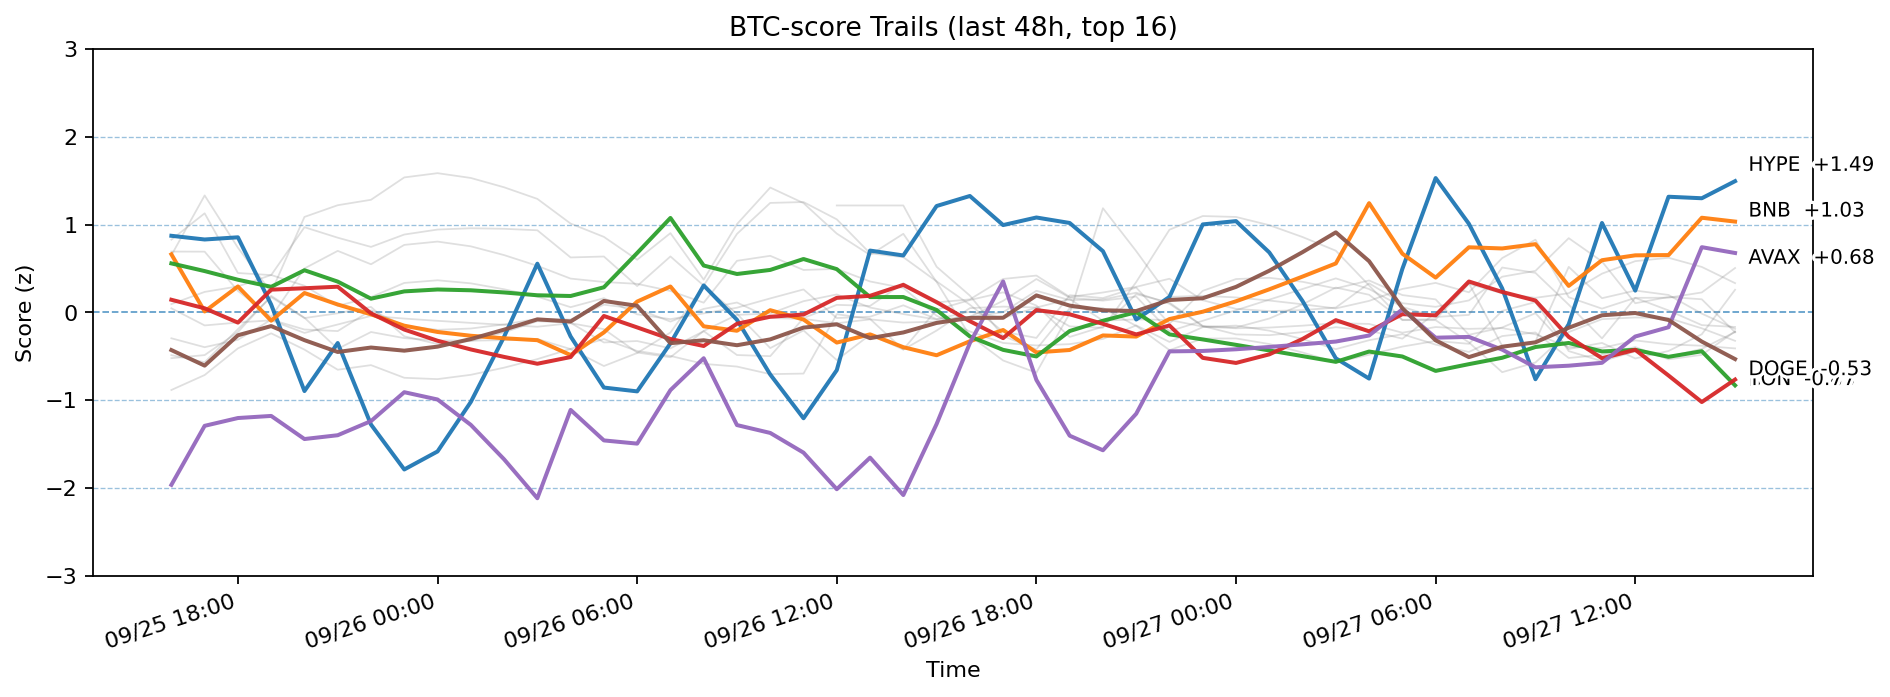 BTC-score Trails (last 48h, top 16)
Score (z)
3
2
1
0
−1
−2
−3
HYPE +1.49
BNB +1.03
AVAX +0.68
DOGE -0.53
09/25 18:00
09/26 00:00
09/26 06:00
09/26 12:00
09/26 18:00
09/27 00:00
09/27 06:00
09/27 12:00
Time